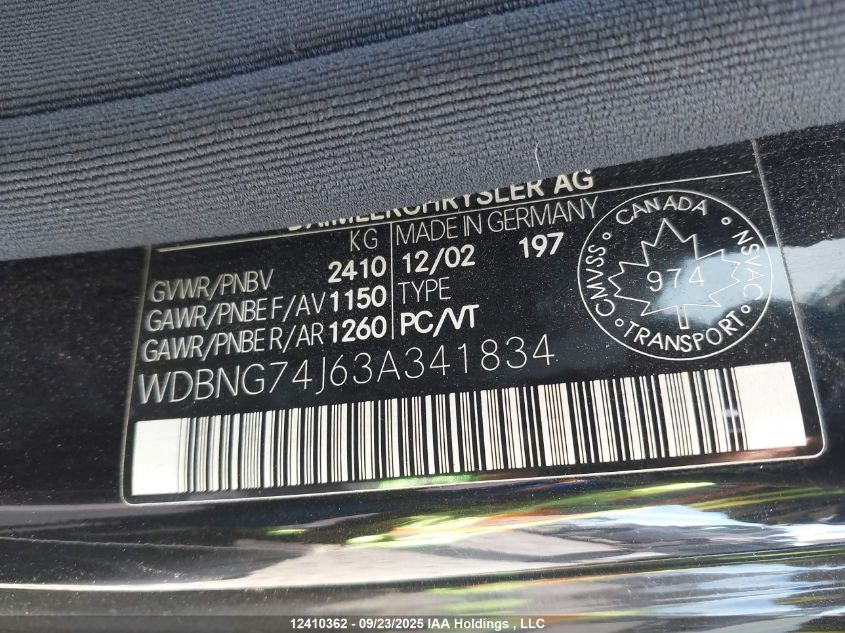 DAIMLERCHRYSLER AG
KG MADE IN GERMANY
GVWR/PNBV 2410 12/02 197
GAWR/PNBE F/AV 1150 TYPE
GAWR/PNBE R/AR 1260 PC/VT
WDBNG74J63A341834
CANADA
CMVSS NSVAC
974
TRANSPORT
12410362 - 09/23/2025 IAA Holdings , LLC